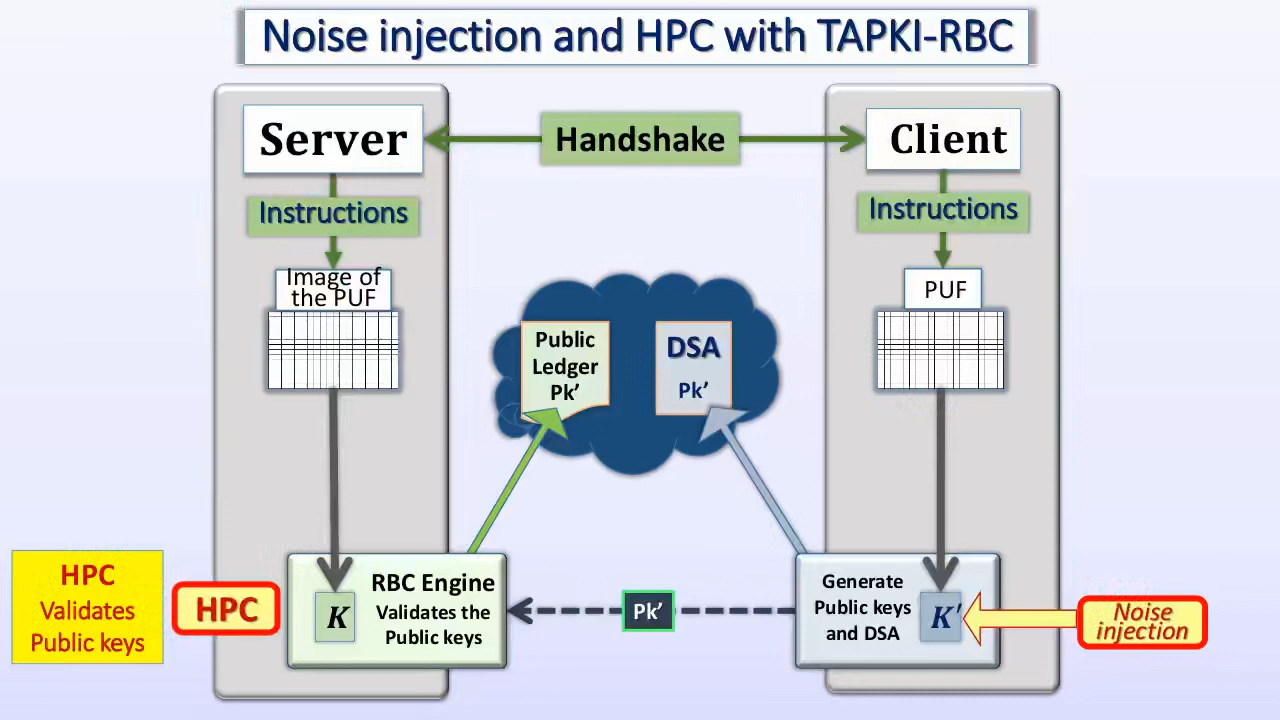 Noise injection and HPC with TAPKI-RBC
Server
Handshake
Client
Instructions
Instructions
Image of
the PUF
PUF
Public
Ledger
Pk’
DSA
Pk’
HPC
Validates
Public keys
HPC
K
RBC Engine
Validates the
Public keys
Pk’
Generate
Public keys
and DSA
K'
Noise
injection